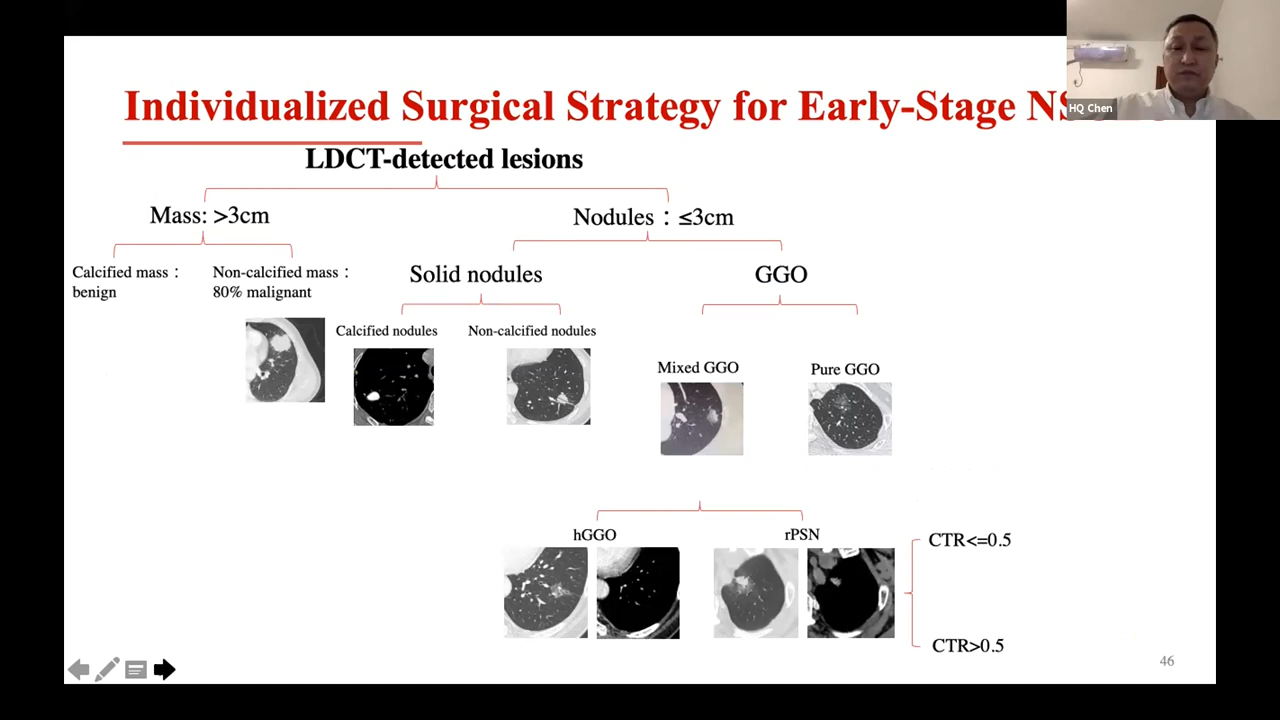 Individualized Surgical Strategy for Early-Stage
HQ Chen
LDCT-detected lesions
Mass: >3cm
Nodules：≤3cm
Calcified mass：
benign
Non-calcified mass：
80% malignant
Solid nodules
GGO
Calcified nodules
Non-calcified nodules
Mixed GGO
Pure GGO
hGGO
rPSN
CTR<=0.5
CTR>0.5
46